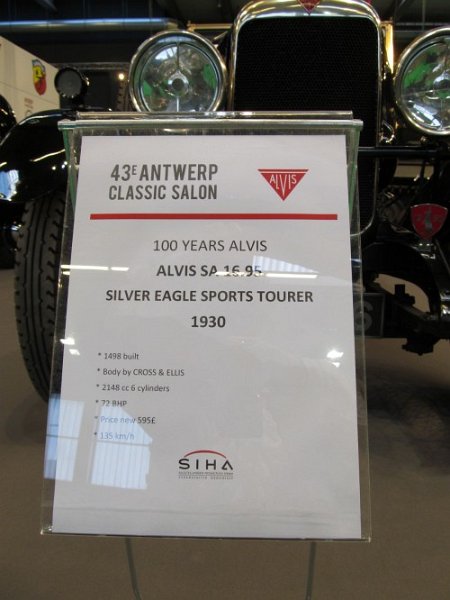 43E ANTWERP
CLASSIC SALON
ALVIS
100 YEARS ALVIS
ALVIS SA 16.95
SILVER EAGLE SPORTS TOURER
1930
* 1498 built
* Body by CROSS & ELLIS
* 2148 cc 6 cylinders
* 72 BHP
* Price new 595£
* 135 km/h
SIHA